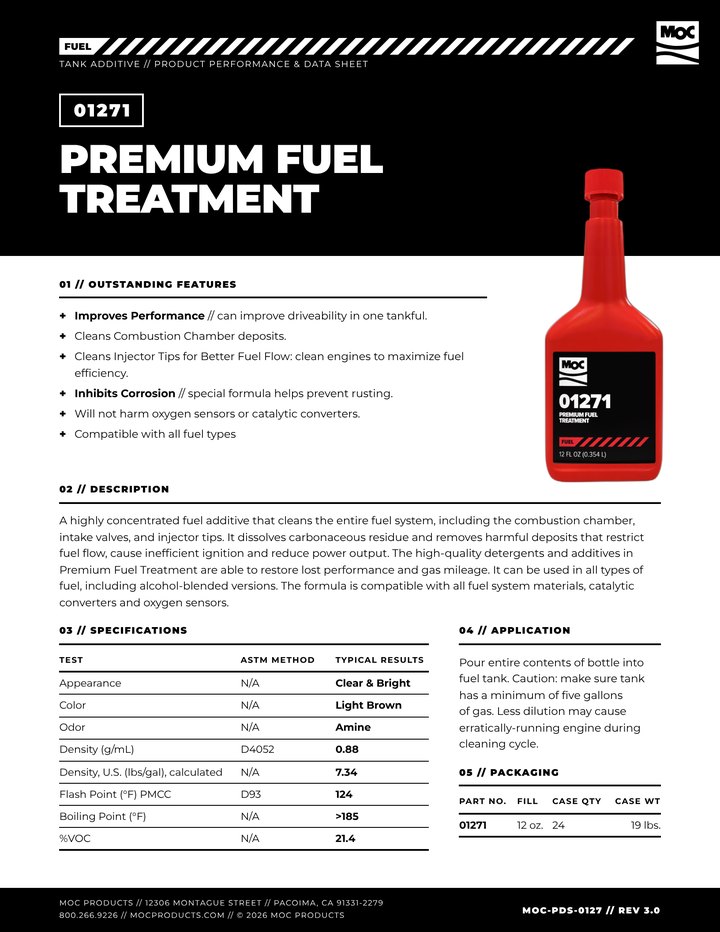 MOC
FUEL
TANK ADDITIVE // PRODUCT PERFORMANCE & DATA SHEET
01271
PREMIUM FUEL
TREATMENT
01 // OUTSTANDING FEATURES
+ Improves Performance // can improve driveability in one tankful.
+ Cleans Combustion Chamber deposits.
+ Cleans Injector Tips for Better Fuel Flow: clean engines to maximize fuel
efficiency.
+ Inhibits Corrosion // special formula helps prevent rusting.
+ Will not harm oxygen sensors or catalytic converters.
+ Compatible with all fuel types
MOC
01271
PREMIUM FUEL
TREATMENT
FUEL
12 FL OZ (0.354 L)
02 // DESCRIPTION
A highly concentrated fuel additive that cleans the entire fuel system, including the combustion chamber,
intake valves, and injector tips. It dissolves carbonaceous residue and removes harmful deposits that restrict
fuel flow, cause inefficient ignition and reduce power output. The high-quality detergents and additives in
Premium Fuel Treatment are able to restore lost performance and gas mileage. It can be used in all types of
fuel, including alcohol-blended versions. The formula is compatible with all fuel system materials, catalytic
converters and oxygen sensors.
03 // SPECIFICATIONS
TEST ASTM METHOD TYPICAL RESULTS
Appearance N/A Clear & Bright
Color N/A Light Brown
Odor N/A Amine
Density (g/mL) D4052 0.88
Density, U.S. (lbs/gal), calculated N/A 7.34
Flash Point (°F) PMCC D93 124
Boiling Point (°F) N/A >185
%VOC N/A 21.4
04 // APPLICATION
Pour entire contents of bottle into
fuel tank. Caution: make sure tank
has a minimum of five gallons
of gas. Less dilution may cause
erratically-running engine during
cleaning cycle.
05 // PACKAGING
PART NO. FILL CASE QTY CASE WT
01271 12 oz. 24 19 lbs.
MOC PRODUCTS // 12306 MONTAGUE STREET // PACOIMA, CA 91331-2279
800.266.9226 // MOCPRODUCTS.COM // © 2026 MOC PRODUCTS
MOC-PDS-0127 // REV 3.0